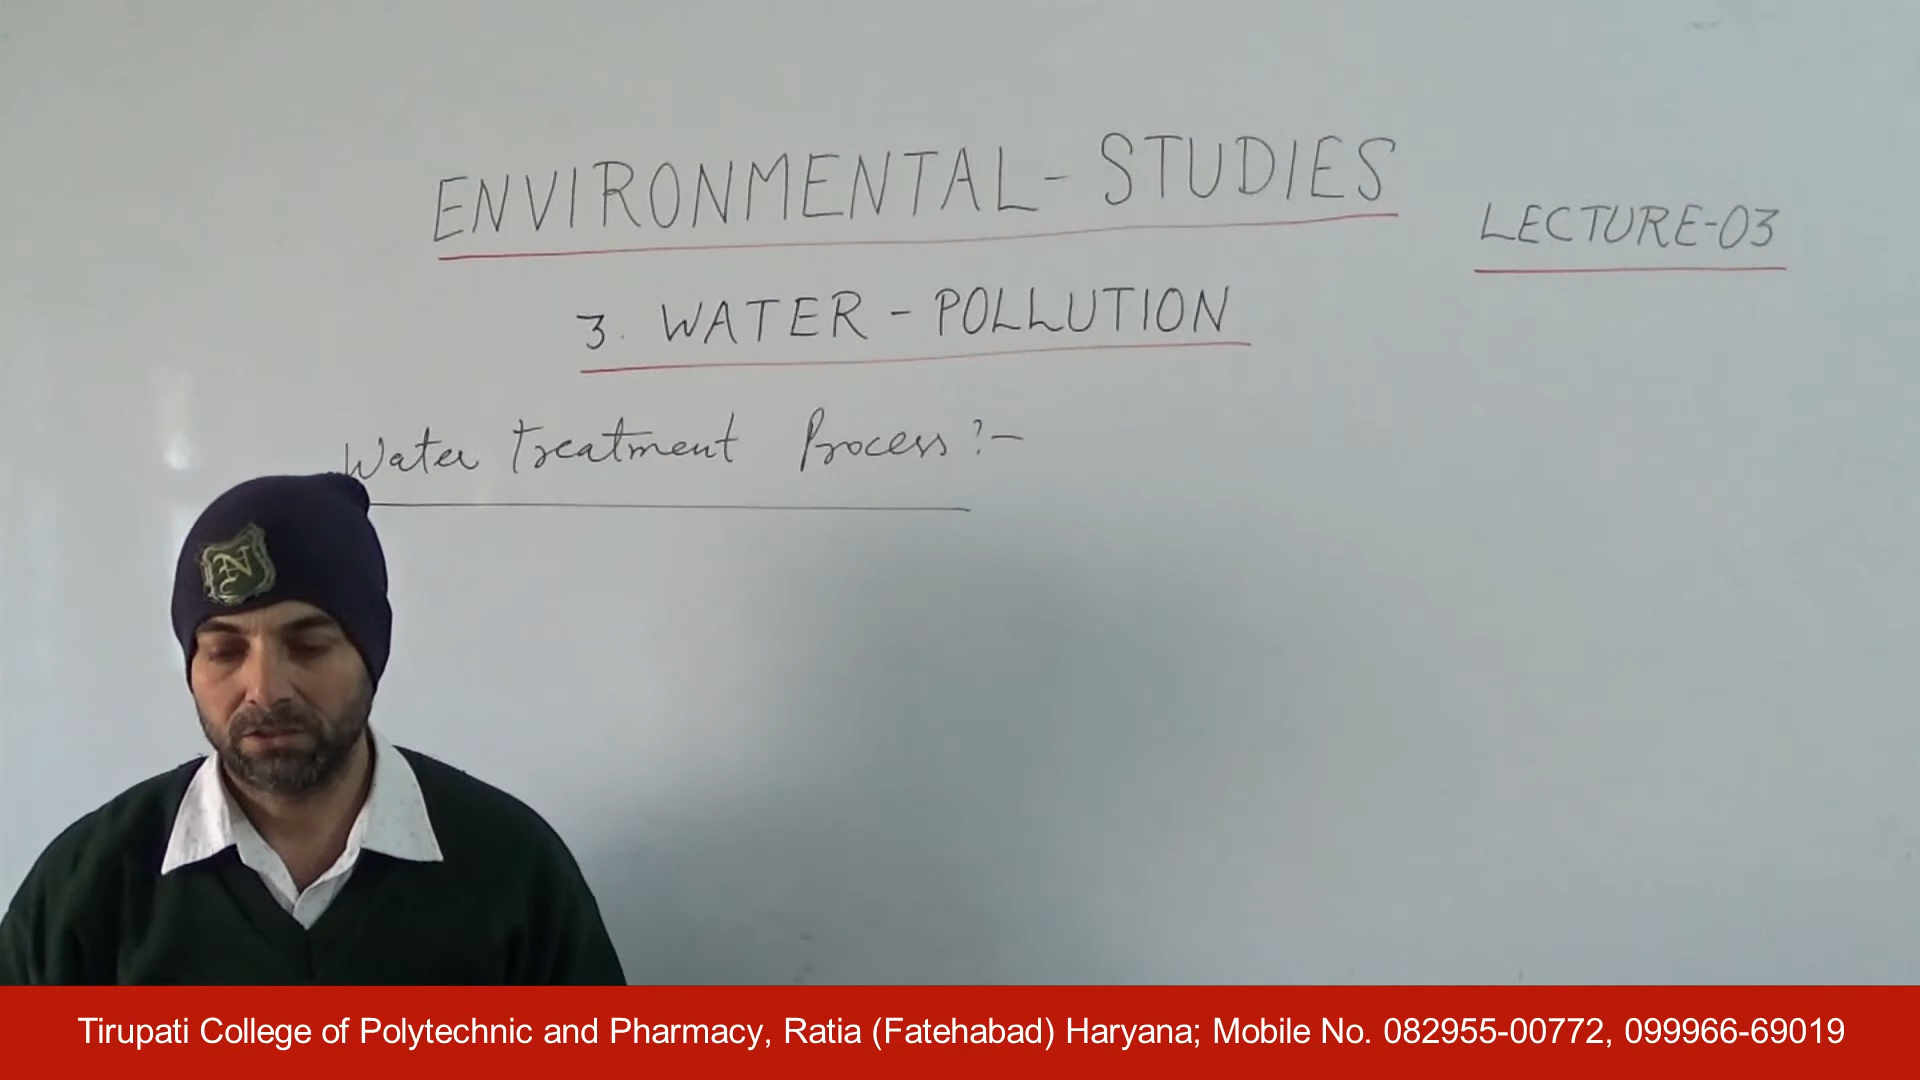 ENVIRONMENTAL-STUDIES
LECTURE-03
3. WATER - POLLUTION
Water Treatment Process :-
N
Tirupati College of Polytechnic and Pharmacy, Ratia (Fatehabad) Haryana; Mobile No. 082955-00772, 099966-69019